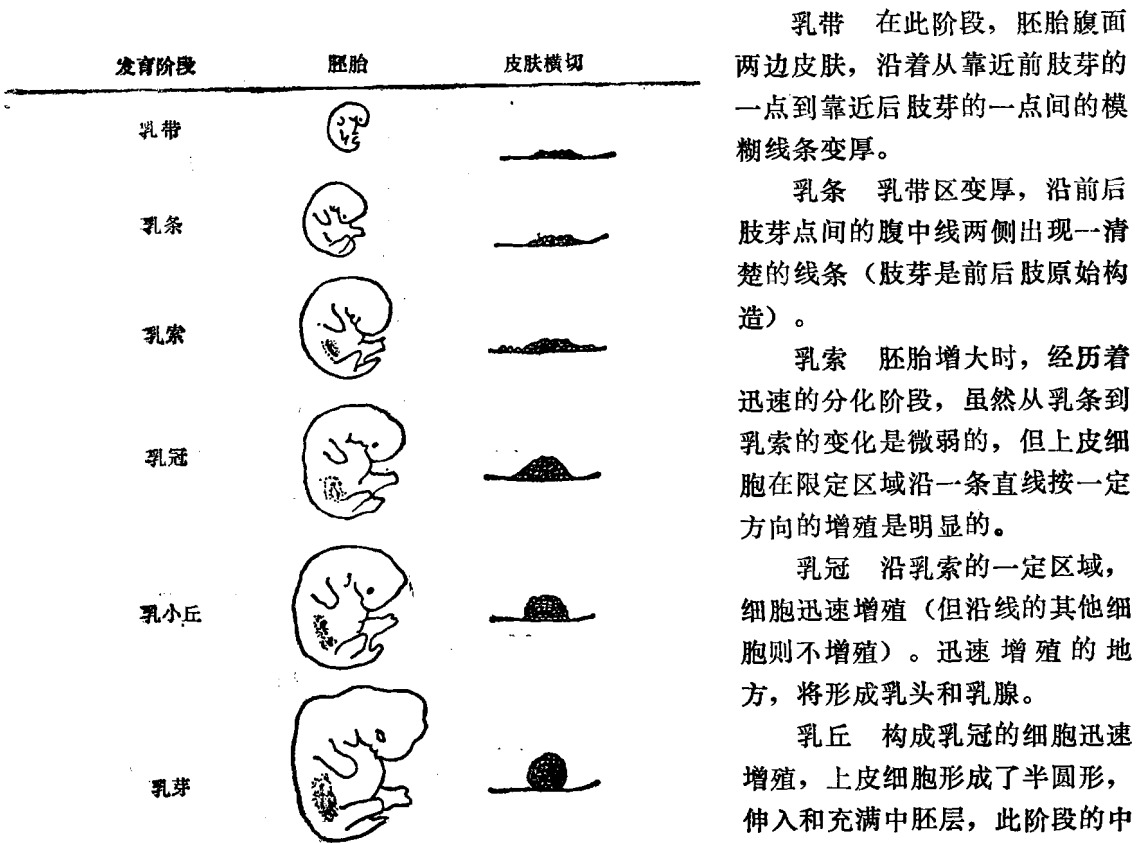 发育阶段 胚胎 皮肤横切
乳带
乳条
乳索
乳冠
乳小丘
乳芽
乳带 在此阶段，胚胎腹面
两边皮肤，沿着从靠近前肢芽的
一点到靠近后肢芽的一点间的模
糊线条变厚。
乳条 乳带区变厚，沿前后
肢芽点间的腹中线两侧出现一清
楚的线条（肢芽是前后肢原始构
造）。
乳索 胚胎增大时，经历着
迅速的分化阶段，虽然从乳条到
乳索的变化是微弱的，但上皮细
胞在限定区域沿一条直线按一定
方向的增殖是明显的。
乳冠 沿乳索的一定区域，
细胞迅速增殖（但沿线的其他细
胞则不增殖）。迅速增殖的地
方，将形成乳头和乳腺。
乳丘 构成乳冠的细胞迅速
增殖，上皮细胞形成了半圆形，
伸入和充满中胚层，此阶段的中